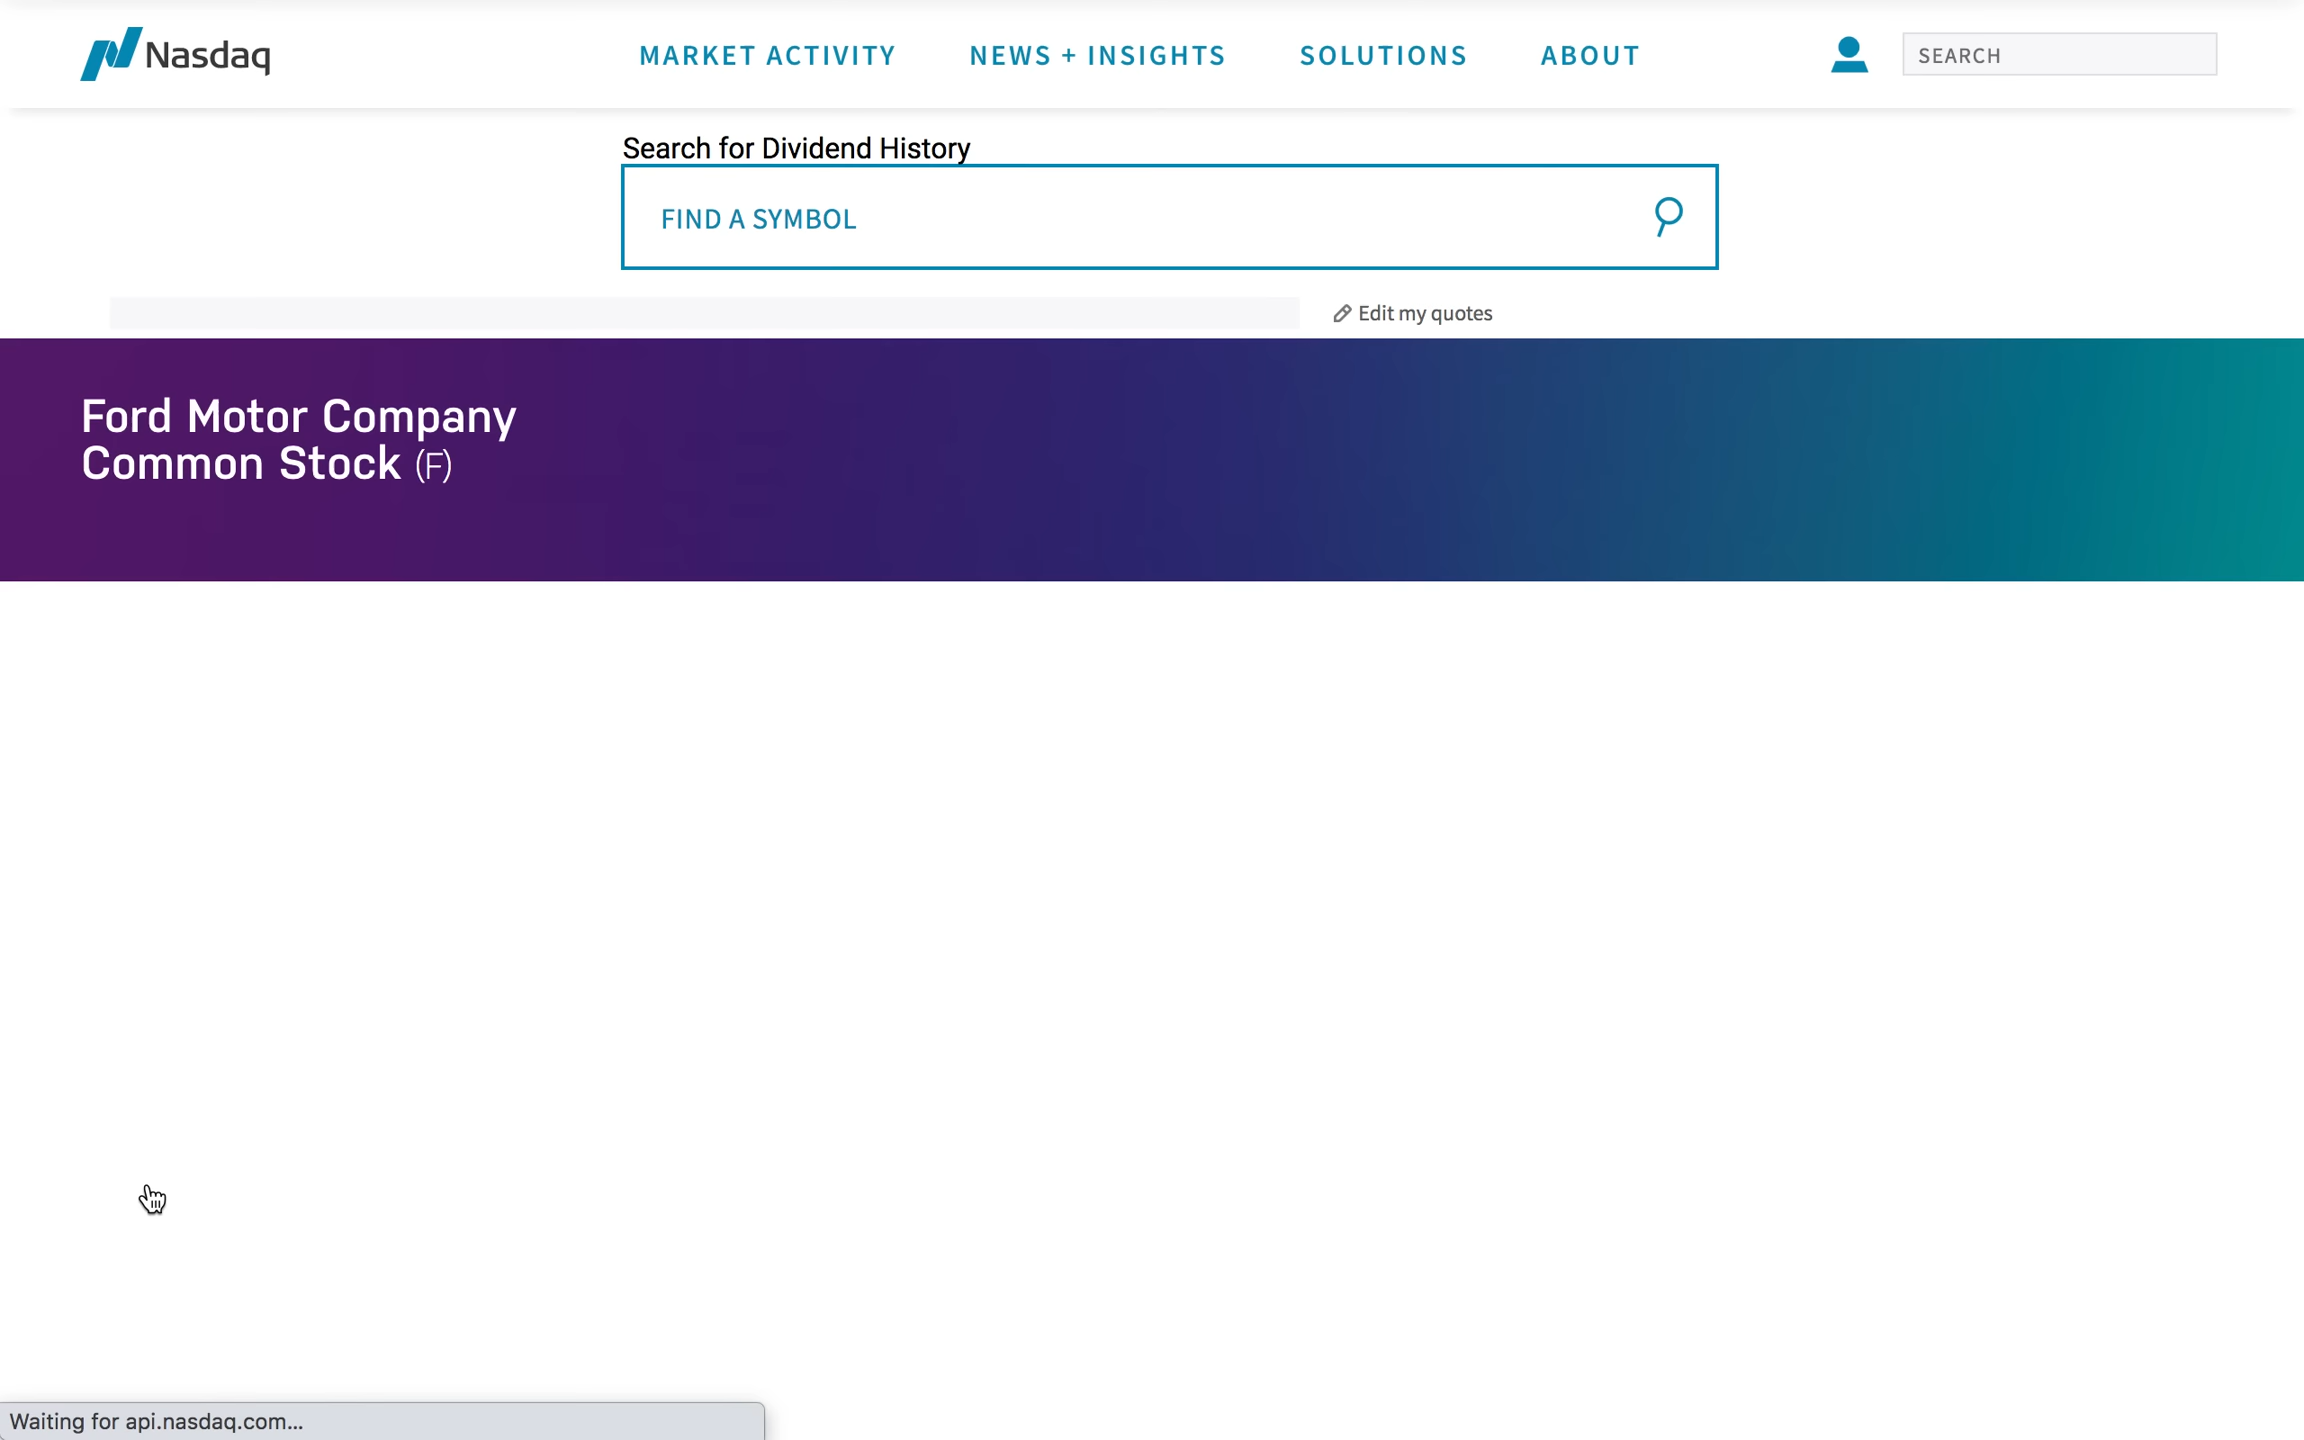 Nasdaq
MARKET ACTIVITY
NEWS + INSIGHTS
SOLUTIONS
ABOUT
SEARCH
Search for Dividend History
FIND A SYMBOL
Edit my quotes
Ford Motor Company
Common Stock (F)
Waiting for api.nasdaq.com...